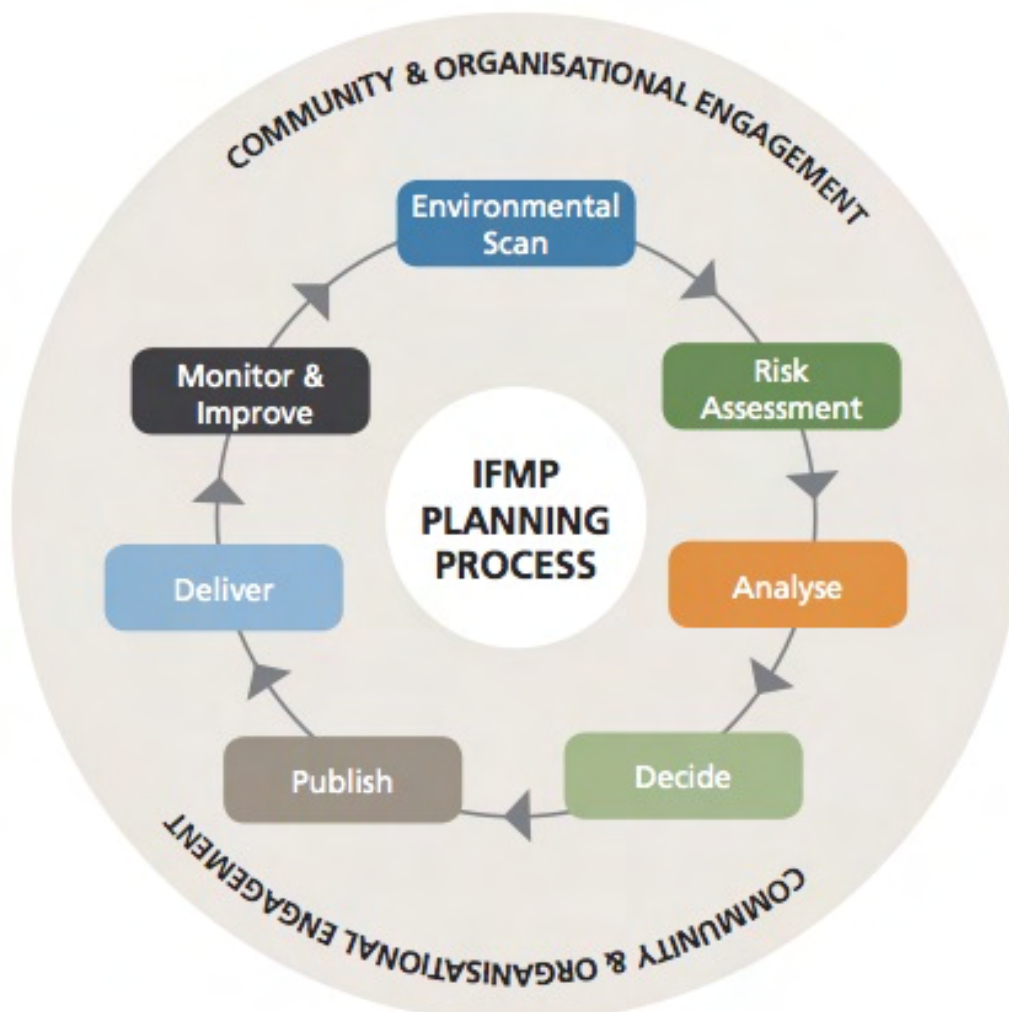 COMMUNITY & ORGANISATIONAL ENGAGEMENT
Environmental
Scan
Risk
Assessment
Analyse
Decide
Publish
Deliver
Monitor &
Improve
IFMP
PLANNING
PROCESS
COMMUNITY & ORGANISATIONAL ENGAGEMENT